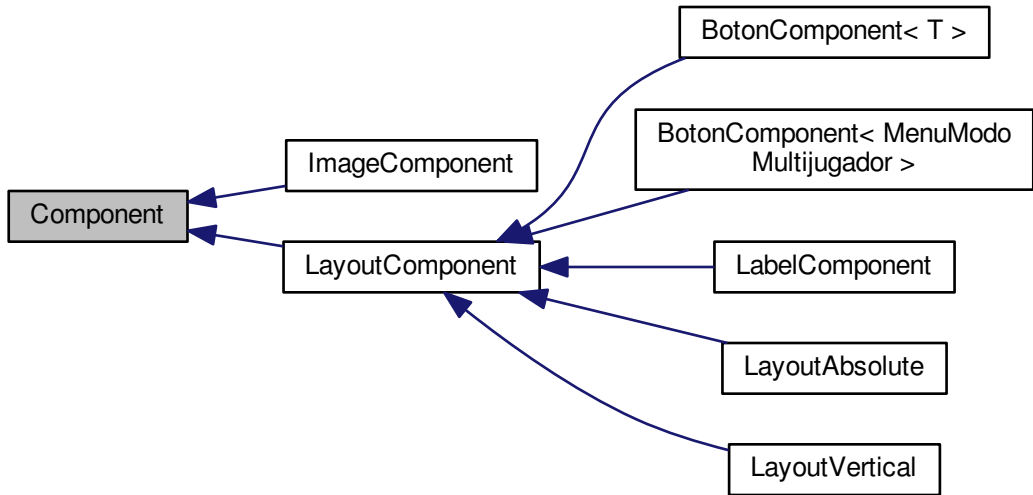 BotonComponent< T >
BotonComponent< MenuModo
Multijugador >
ImageComponent
Component
LayoutComponent
LabelComponent
LayoutAbsolute
LayoutVertical